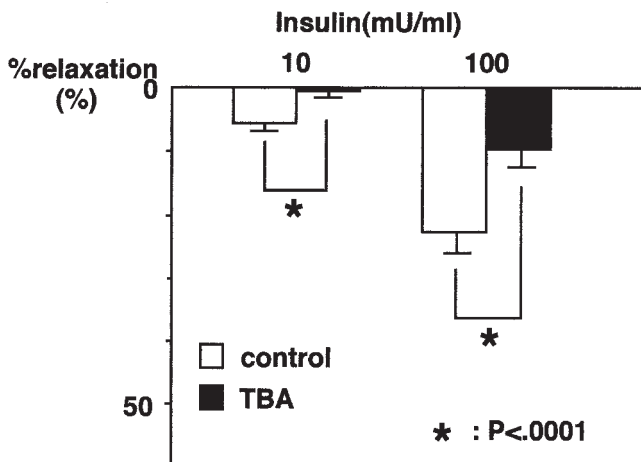 Insulin(mU/ml)
%relaxation
(%)
10
100
0
*
*
control
TBA
50
* : P<.0001